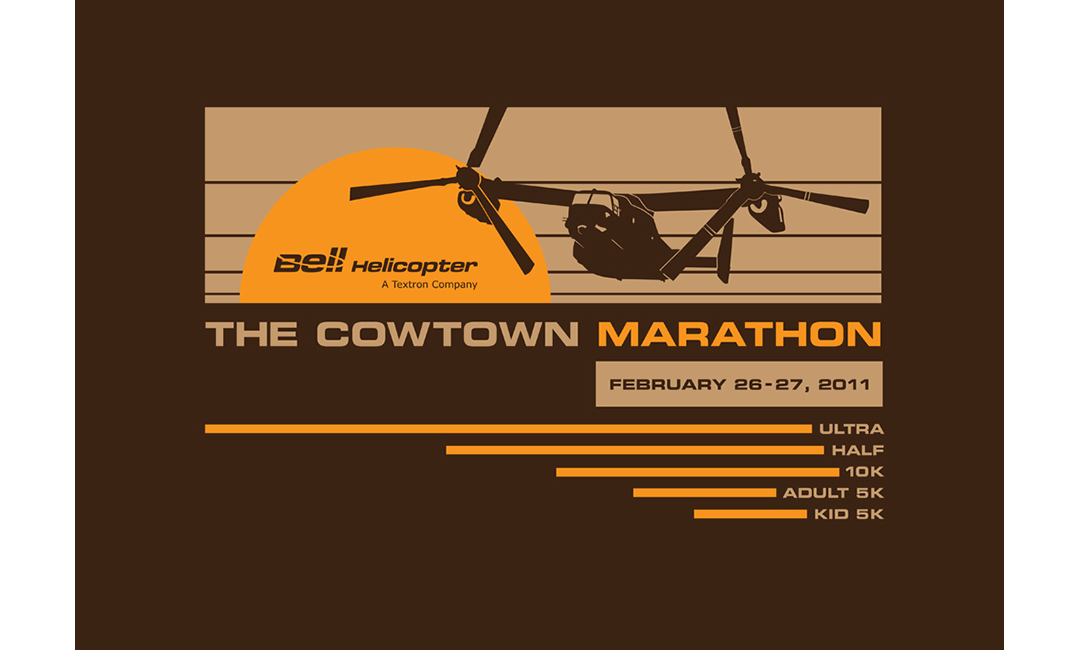 Bell Helicopter
A Textron Company
THE COWTOWN MARATHON
FEBRUARY 26-27, 2011
ULTRA
HALF
10K
ADULT 5K
KID 5K